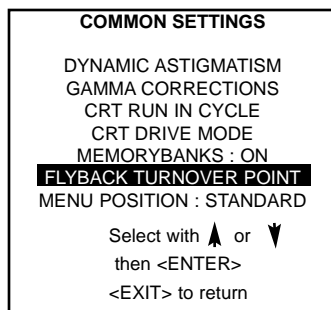 COMMON SETTINGS
DYNAMIC ASTIGMATISM
GAMMA CORRECTIONS
CRT RUN IN CYCLE
CRT DRIVE MODE
MEMORYBANKS : ON
FLYBACK TURNOVER POINT
MENU POSITION : STANDARD
Select with or
then <ENTER>
<EXIT> to return